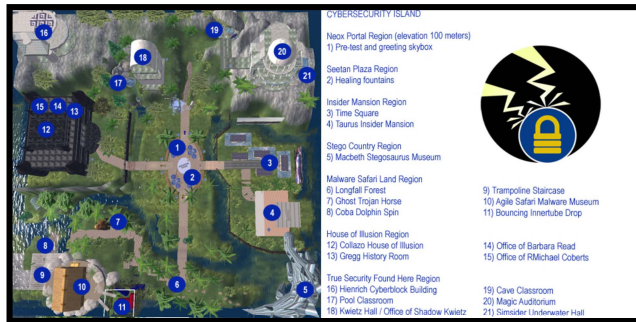 CYBERSECURITY ISLAND
Neox Portal Region (elevation 100 meters)
1) Pre-test and greeting skybox
Seetan Plaza Region
2) Healing fountains
Insider Mansion Region
3) Time Square
4) Taurus Insider Mansion
Stego Country Region
5) Macbeth Stegosaurus Museum
Malware Safari Land Region
6) Longfall Forest
7) Ghost Trojan Horse
8) Coba Dolphin Spin
9) Trampoline Staircase
10) Agile Safari Malware Museum
11) Bouncing Innertube Drop
House of Illusion Region
12) Collazo House of Illusion
13) Gregg History Room
14) Office of Barbara Read
15) Office of RMichael Coberts
True Security Found Here Region
16) Hienrich Cyberblock Building
17) Pool Classroom
18) Kwietz Hall / Office of Shadow Kwietz
19) Cave Classroom
20) Magic Auditorium
21) Simsider Underwater Hall
16
19
18
20
21
17
15
14
13
12
1
3
2
4
7
8
9
10
11
6
5